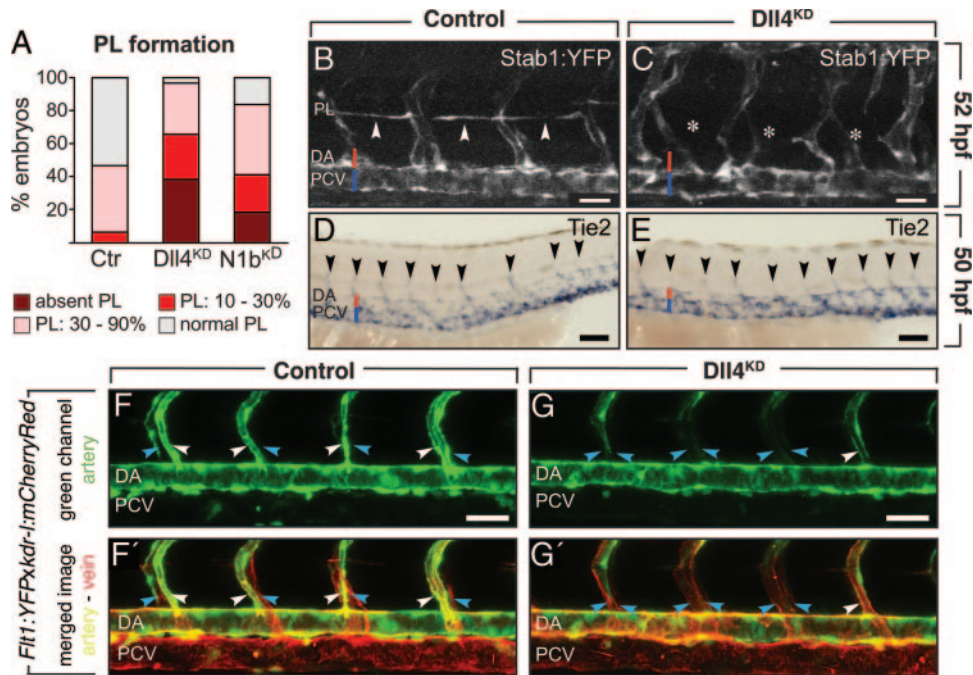 A
PL formation
% embryos
100
80
60
40
20
Ctr
Dll4KD
N1bKD
absent PL
PL: 10 - 30%
PL: 30 - 90%
normal PL
Control
Dll4KD
B
Stab1:YFP
PL
DA
PCV
C
Stab1:YFP
52 hpf
D
Tie2
DA
PCV
E
Tie2
50 hpf
Control
Dll4KD
Flt1:YFPxkdr-l:mCherryRed
green channel
artery
F
DA
PCV
G
DA
PCV
merged image
artery - vein
F´
DA
PCV
G´
DA
PCV